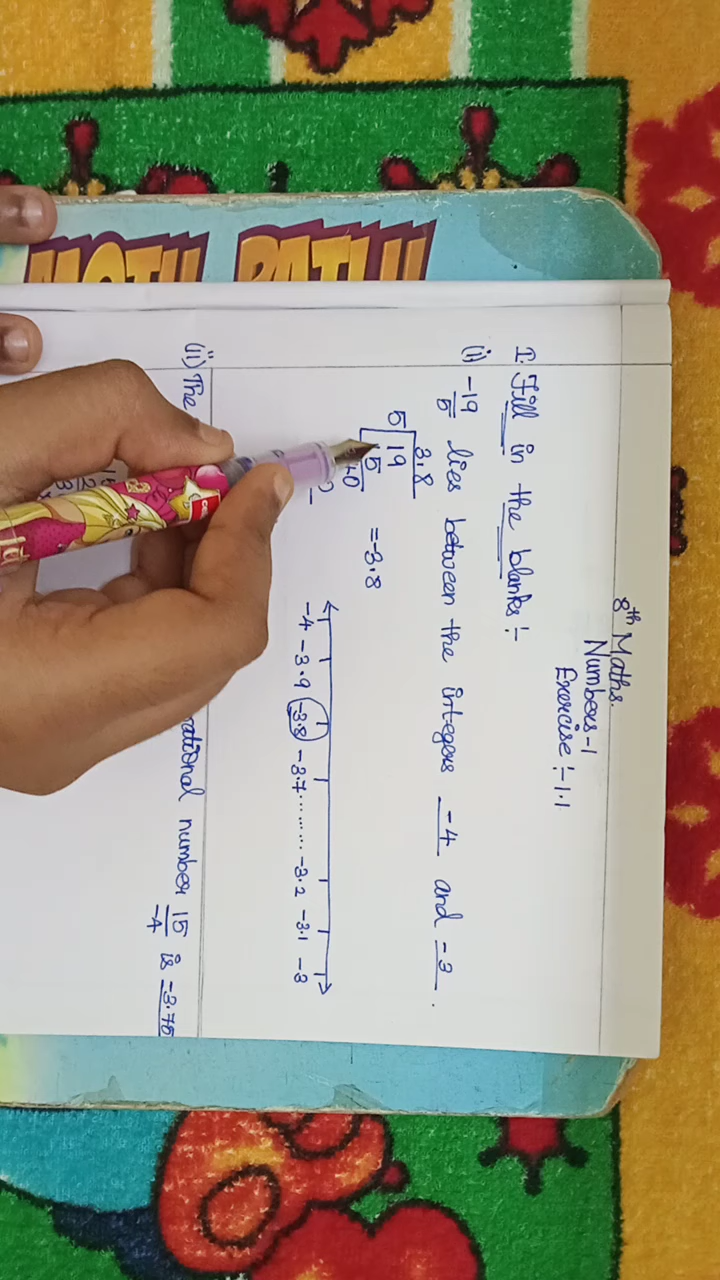 MOTU PATLU
8th Maths.
Numbers-1
Exercise:-1.1
I. Fill in the blanks:-
(i) -19/5 lies between the integers -4 and -3.
3.8
5 19 = -3.8
15
40
-4 -3.9 -3.8 -3.7 ........ -3.2 -3.1 -3
(ii) The rational number 15/-4 is -3.75